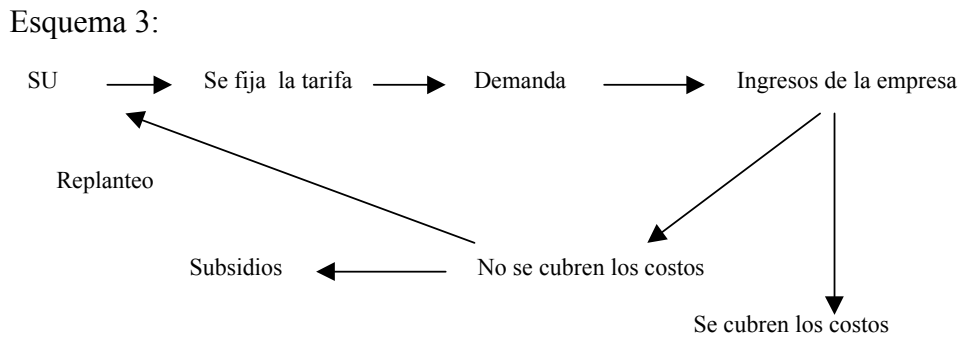 Esquema 3:
SU Se fija la tarifa Demanda Ingresos de la empresa
Replanteo
Subsidios No se cubren los costos
Se cubren los costos